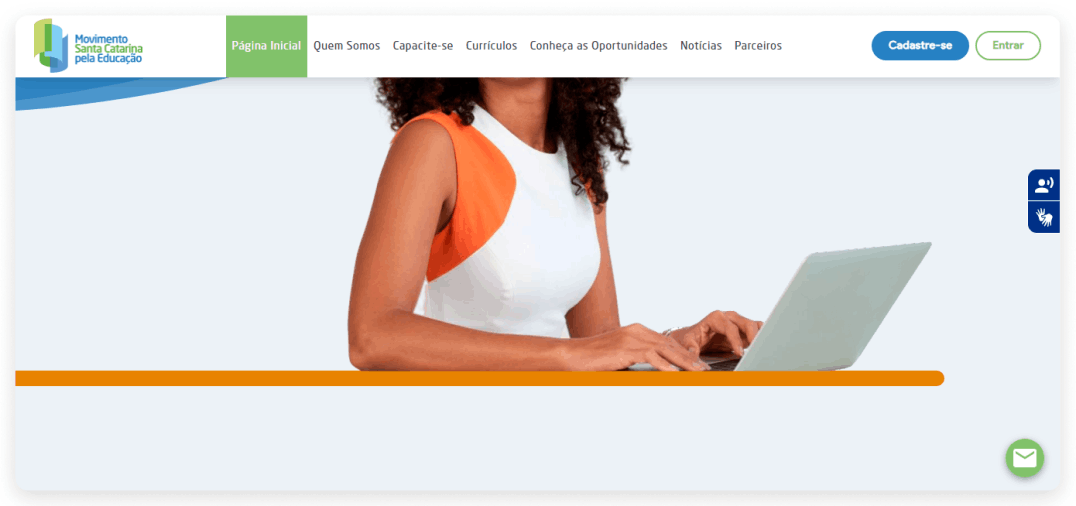 Movimento
Santa Catarina
pela Educação
Página Inicial Quem Somos Capacite-se Currículos Conheça as Oportunidades Notícias Parceiros
Cadastre-se Entrar